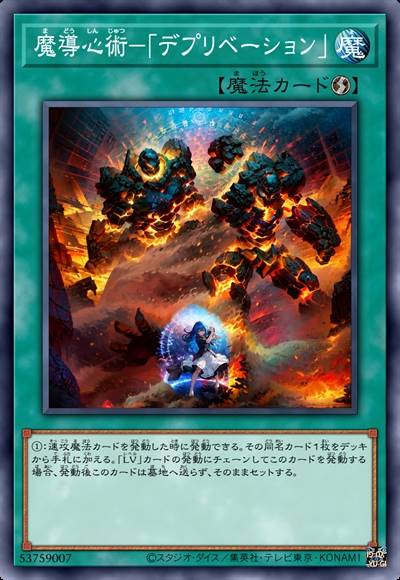 魔導心術－「デプリベーション」
魔
【魔法カード】
①：速攻魔法カードを発動した時に発動できる。その同名カード１枚をデッキ
から手札に加える。「LV」カードの発動にチェーンしてこのカードを発動する
場合、発動後このカードは墓地へ送らず、そのままセットする。
53759007
©スタジオ・ダイス／集英社・テレビ東京・KONAMI